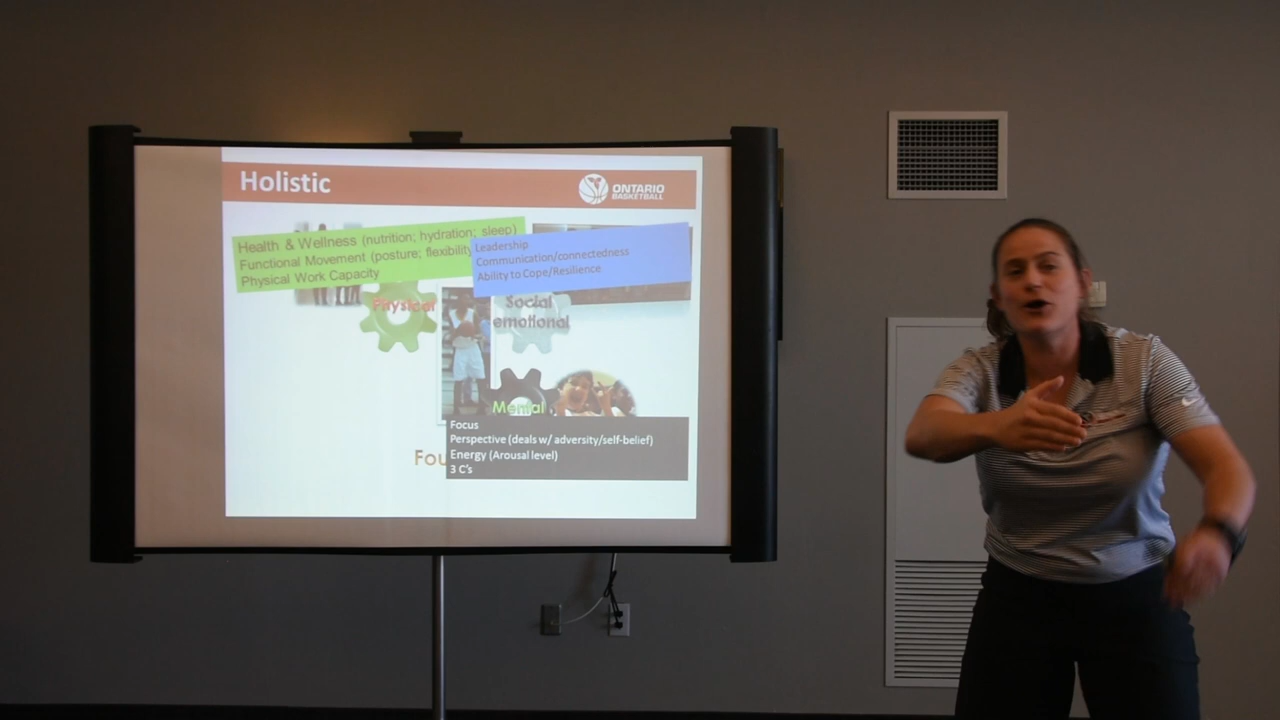 Holistic
ONTARIO
BASKETBALL
Health & Wellness (nutrition; hydration; sleep)
Functional Movement (posture; flexibility
Physical Work Capacity
Leadership
Communication/connectedness
Ability to Cope/Resilience
Physical
Social
emotional
Mental
Focus
Perspective (deals w/ adversity/self-belief)
Energy (Arousal level)
3 C's
Fou